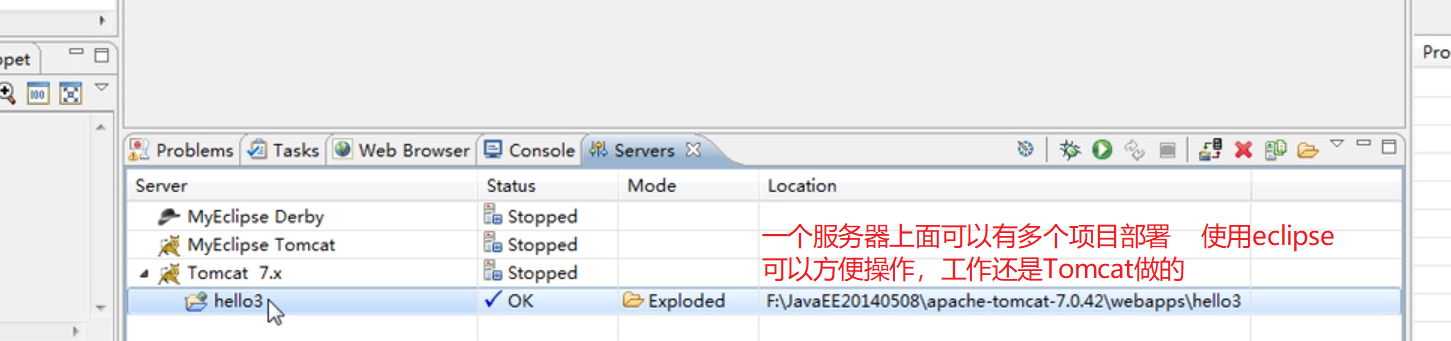 ppet
Pro
100
Problems Tasks Web Browser Console Servers
Server Status Mode Location
MyEclipse Derby Stopped
MyEclipse Tomcat Stopped
Tomcat 7.x Stopped
hello3 OK Exploded F:\JavaEE20140508\apache-tomcat-7.0.42\webapps\hello3
一个服务器上面可以有多个项目部署 使用eclipse
可以方便操作，工作还是Tomcat做的